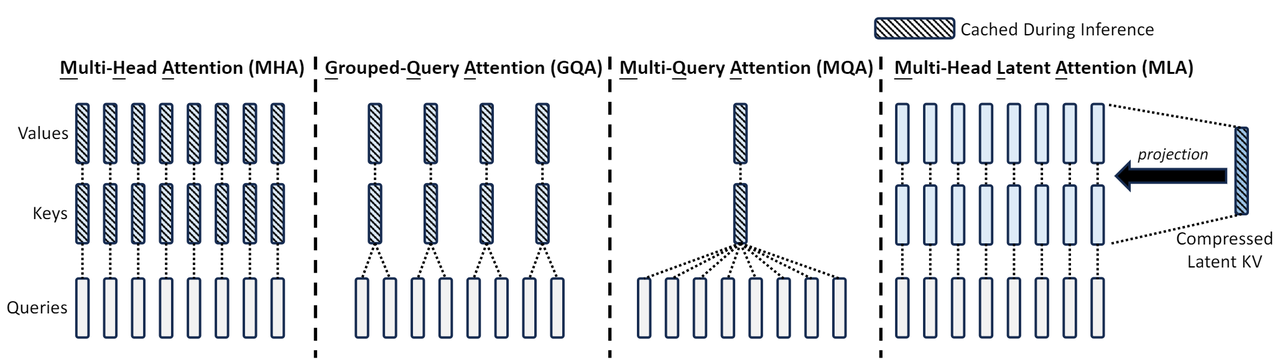 Cached During Inference
Multi-Head Attention (MHA)
Grouped-Query Attention (GQA)
Multi-Query Attention (MQA)
Multi-Head Latent Attention (MLA)
Values
Keys
Queries
projection
Compressed
Latent KV